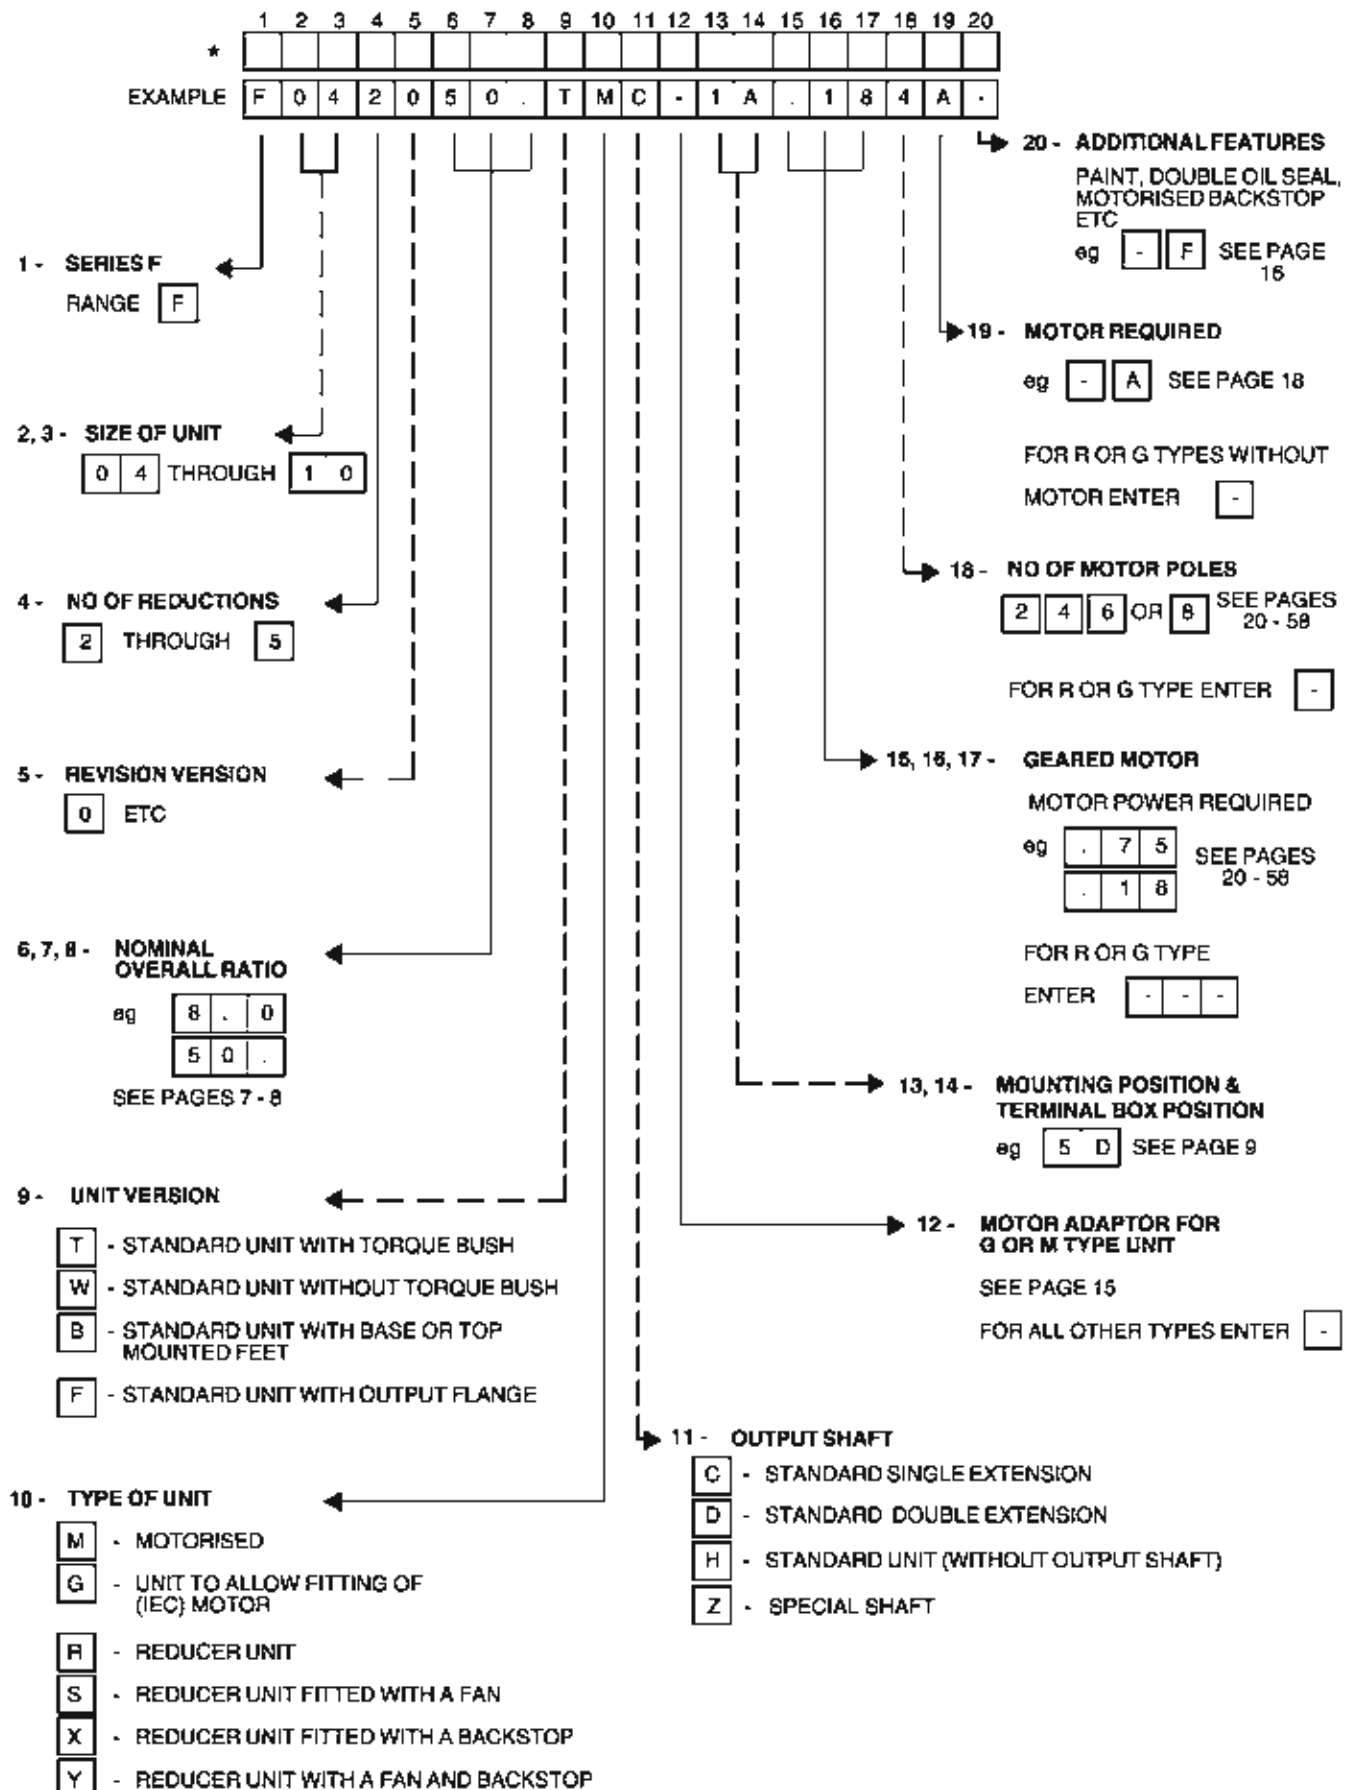 1 2 3 4 5 6 7 8 9 10 11 12 13 14 15 16 17 18 19 20
*
EXAMPLE F 0 4 2 0 5 0 . T M C - 1 A . 1 8 4 A -
1 - SERIES F
RANGE F
2, 3 - SIZE OF UNIT
0 4 THROUGH 1 0
4 - NO OF REDUCTIONS
2 THROUGH 5
5 - REVISION VERSION
0 ETC
6, 7, 8 - NOMINAL
OVERALL RATIO
eg 8 . 0
5 0 .
SEE PAGES 7 - 8
9 - UNIT VERSION
T - STANDARD UNIT WITH TORQUE BUSH
W - STANDARD UNIT WITHOUT TORQUE BUSH
B - STANDARD UNIT WITH BASE OR TOP
MOUNTED FEET
F - STANDARD UNIT WITH OUTPUT FLANGE
10 - TYPE OF UNIT
M - MOTORISED
G - UNIT TO ALLOW FITTING OF
(IEC) MOTOR
R - REDUCER UNIT
S - REDUCER UNIT FITTED WITH A FAN
X - REDUCER UNIT FITTED WITH A BACKSTOP
Y - REDUCER UNIT WITH A FAN AND BACKSTOP
20 - ADDITIONAL FEATURES
PAINT, DOUBLE OIL SEAL,
MOTORISED BACKSTOP
ETC
eg - F SEE PAGE
16
19 - MOTOR REQUIRED
eg - A SEE PAGE 18
FOR R OR G TYPES WITHOUT
MOTOR ENTER -
18 - NO OF MOTOR POLES
2 4 6 OR 8 SEE PAGES
20 - 58
FOR R OR G TYPE ENTER -
15, 16, 17 - GEARED MOTOR
MOTOR POWER REQUIRED
eg . 7 5
. 1 8
SEE PAGES
20 - 58
FOR R OR G TYPE
ENTER - - -
13, 14 - MOUNTING POSITION &
TERMINAL BOX POSITION
eg 5 D SEE PAGE 9
12 - MOTOR ADAPTOR FOR
G OR M TYPE UNIT
SEE PAGE 15
FOR ALL OTHER TYPES ENTER -
11 - OUTPUT SHAFT
C - STANDARD SINGLE EXTENSION
D - STANDARD DOUBLE EXTENSION
H - STANDARD UNIT (WITHOUT OUTPUT SHAFT)
Z - SPECIAL SHAFT